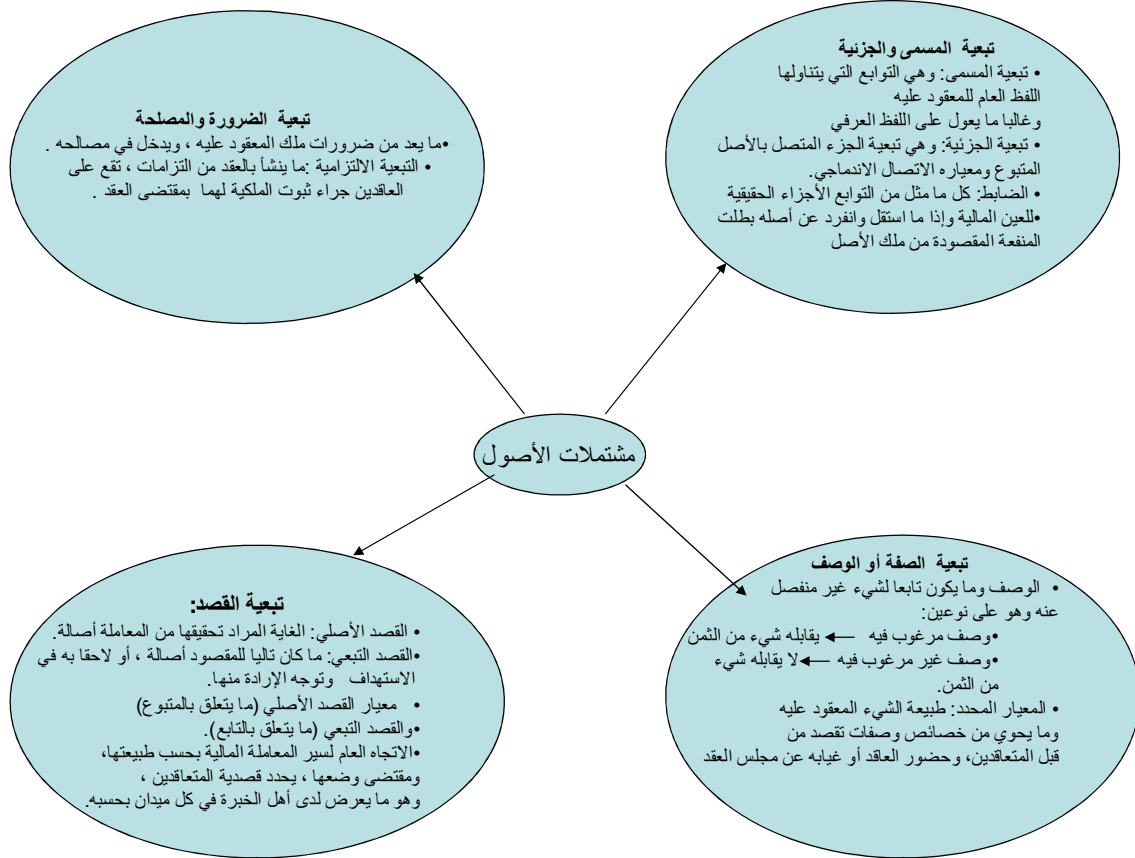 تبعية المسمى والجزئية
• تبعية المسمى: وهي التوابع التي يتناولها
اللفظ العام للمعقود عليه
وغالبا ما يعول على اللفظ العرفي
• تبعية الجزئية: وهي تبعية الجزء المتصل بالأصل
المتبوع ومعياره الاتصال الاندماجي.
• الضابط: كل ما مثل من التوابع الأجزاء الحقيقية
•للعين المالية وإذا ما استقل وانفرد عن أصله بطلت
المنفعة المقصودة من ملك الأصل
تبعية الضرورة والمصلحة
•ما يعد من ضرورات ملك المعقود عليه ، ويدخل في مصالحه .
• التبعية الالتزامية :ما ينشأ بالعقد من التزامات ، تقع على
العاقدين جراء ثبوت الملكية لهما بمقتضى العقد .
مشتملات الأصول
تبعية الصفة أو الوصف
• الوصف وما يكون تابعا لشيء غير منفصل
عنه وهو على نوعين:
•وصف مرغوب فيه ← يقابله شيء من الثمن
•وصف غير مرغوب فيه ← لا يقابله شيء
من الثمن.
• المعيار المحدد: طبيعة الشيء المعقود عليه
وما يحوي من خصائص وصفات تقصد من
قبل المتعاقدين، وحضور العاقد أو غيابه عن مجلس العقد
تبعية القصد:
• القصد الأصلي: الغاية المراد تحقيقها من المعاملة أصالة.
•القصد التبعي: ما كان تاليا للمقصود أصالة ، أو لاحقا به في
الاستهداف وتوجه الإرادة منها.
• معيار القصد الأصلي (ما يتعلق بالمتبوع)
•والقصد التبعي (ما يتعلق بالتابع).
•الاتجاه العام لسير المعاملة المالية بحسب طبيعتها،
ومقتضى وضعها ، يحدد قصدية المتعاقدين ،
وهو ما يعرض لدى أهل الخبرة في كل ميدان بحسبه.